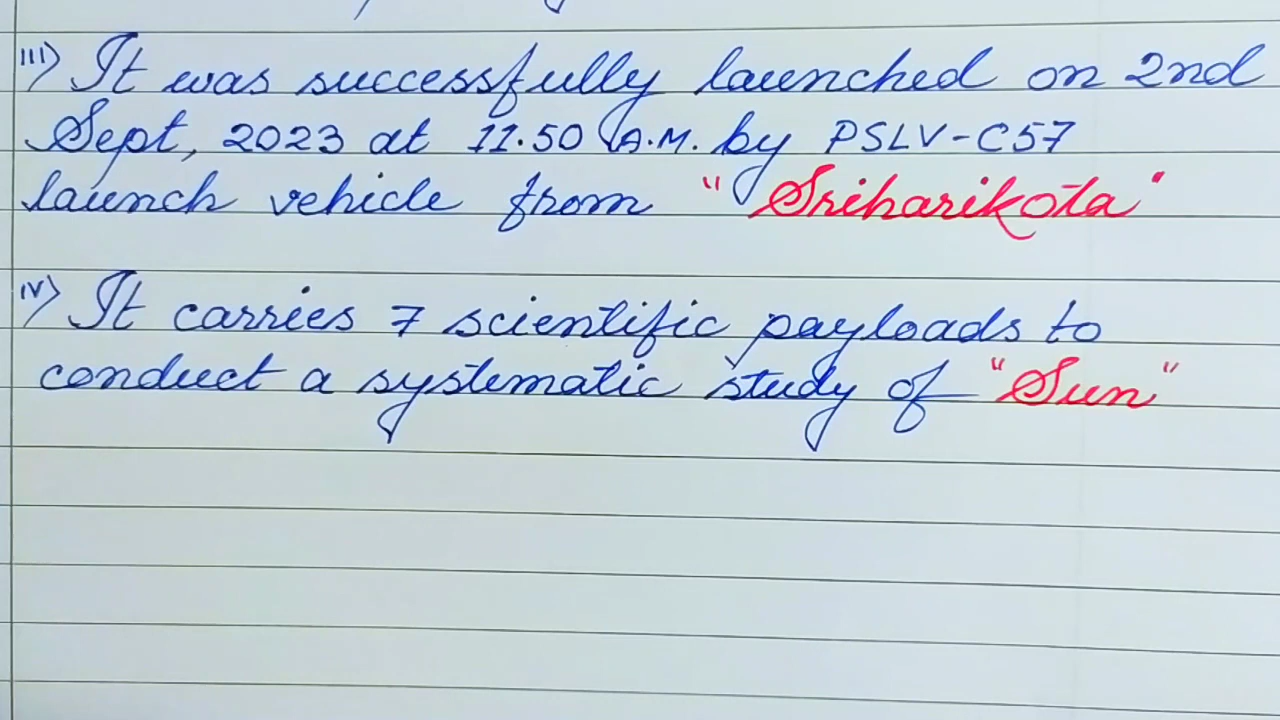 III) It was successfully launched on 2nd
Sept, 2023 at 11.50 A.M. by PSLV-C57
launch vehicle from "Sriharikota"
IV) It carries 7 scientific payloads to
conduct a systematic study of "Sun"